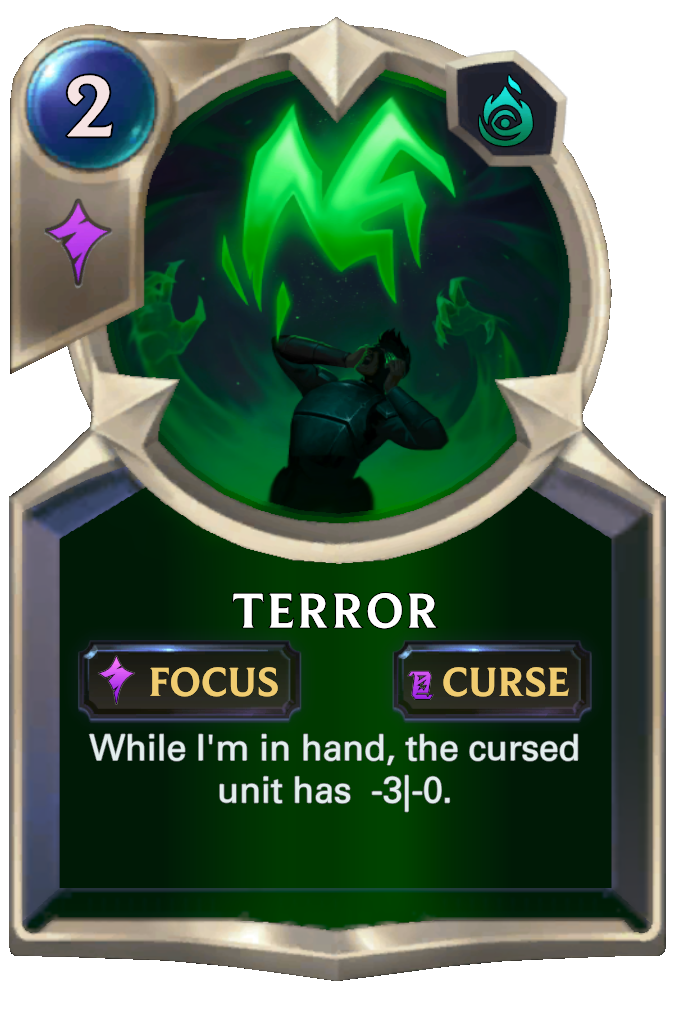 2
TERROR
FOCUS CURSE
While I'm in hand, the cursed
unit has -3|-0.